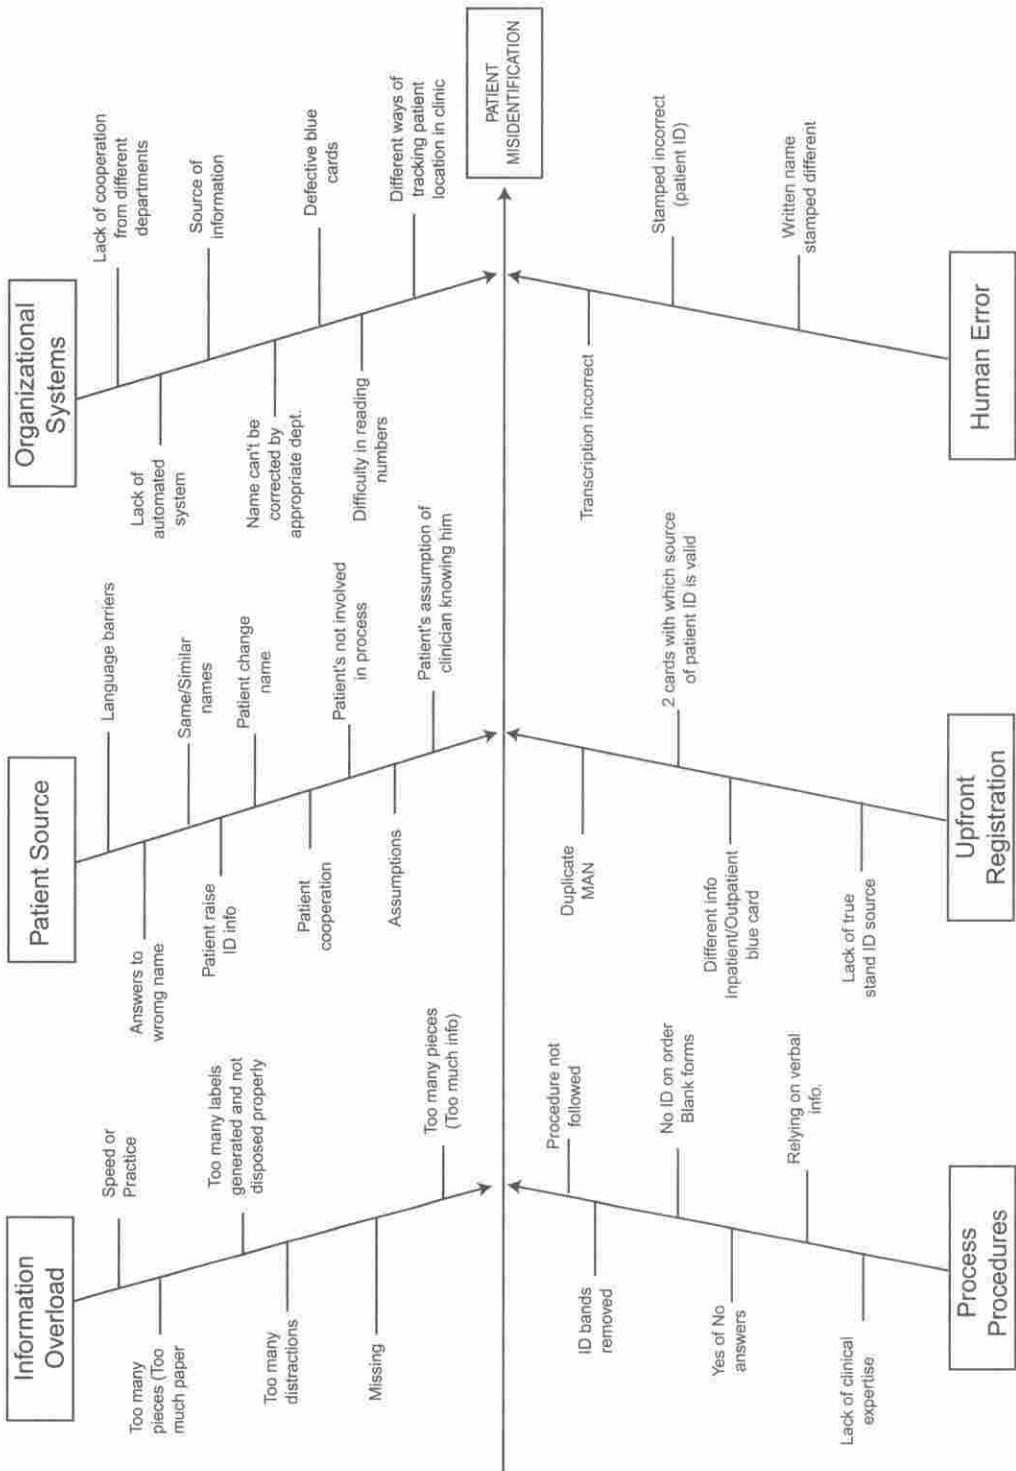 Information
Overload
Speed or
Practice
Too many
pieces (Too
much paper
Too many labels
generated and not
disposed properly
Too many
distractions
Missing
Too many pieces
(Too much info)
Patient Source
Language barriers
Answers to
wromg name
Same/Similar
names
Patient raise
ID info
Patient change
name
Patient
cooperation
Patient's not involved
in process
Assumptions
Patient's assumption of
clinician knowing him
Organizational
Systems
Lack of cooperation
from different
departments
Lack of
automated
system
Source of
information
Name can't be
corrected by
appropriate dept.
Defective blue
cards
Difficulty in reading
numbers
Different ways of
tracking patient
location in clinic
PATIENT
MISIDENTIFICATION
Procedure not
followed
ID bands
removed
No ID on order
Blank forms
Yes of No
answers
Relying on verbal
info.
Lack of clinical
expertise
Process
Procedures
Duplicate
MAN
2 cards with which source
of patient ID is valid
Different info
Inpatient/Outpatient
blue card
Lack of true
stand ID source
Upfront
Registration
Transcription incorrect
Stamped incorrect
(patient ID)
Written name
stamped different
Human Error